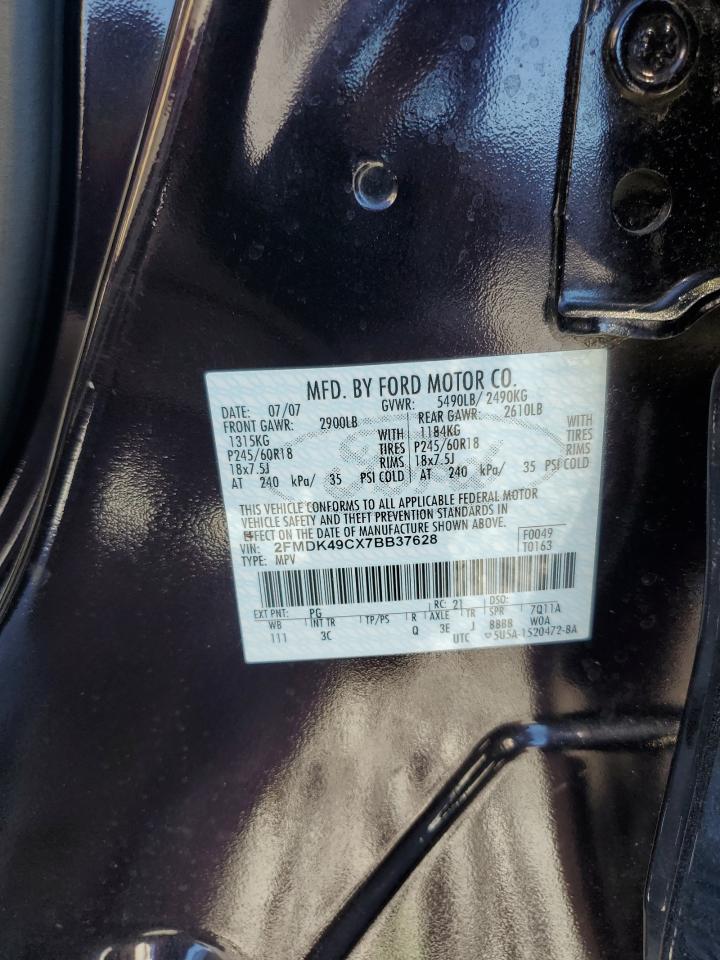 MFD. BY FORD MOTOR CO.
DATE: 07/07 GVWR: 5490LB/ 2490KG
FRONT GAWR: 2900LB REAR GAWR: 2610LB
1315KG WITH 1184KG WITH
P245/60R18 TIRES P245/60R18 TIRES
18x7.5J RIMS 18x7.5J RIMS
AT 240 kPa/ 35 PSI COLD AT 240 kPa/ 35 PSI COLD
THIS VEHICLE CONFORMS TO ALL APPLICABLE FEDERAL MOTOR
VEHICLE SAFETY AND THEFT PREVENTION STANDARDS IN
EFFECT ON THE DATE OF MANUFACTURE SHOWN ABOVE.
VIN: 2FMDK49CX7BB37628 F0049
TYPE: MPV T0163
EXT PNT: PG RC: 21 DSO:
WB INT TR TP/PS R AXLE TR SPR 7Q11A
111 3C Q 3E J BBBB W0A
UTC 5U5A-1520472-BA